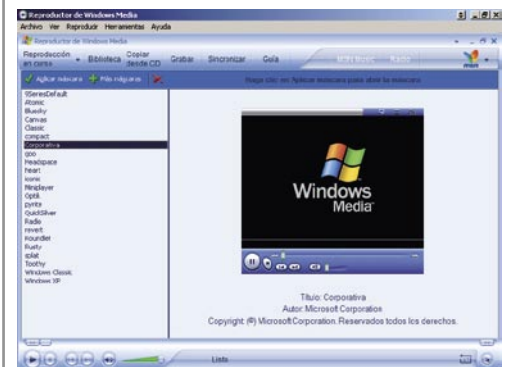 Reproductor de Windows Media
Archivo Ver Reproducir Herramientas Ayuda
Reproductor de Windows Media
Reproducción en curso
Biblioteca
Copiar desde CD
Grabar
Sincronizar
Guía
MSN Music
Radio
msn
Aplicar máscara
Más máscaras
Haga clic en Aplicar máscara para abrir la máscara
9SeriesDefault
Atomic
Bluesky
Canvas
Classic
compact
Corporativa
goo
Headspace
heart
iconic
Miniplayer
Optik
pyrite
QuickSilver
Radio
revert
Roundlet
Rusty
splat
Toothy
Windows Classic
Windows XP
Windows
Media
Título: Corporativa
Autor: Microsoft Corporation
Copyright: (©) Microsoft Corporation. Reservados todos los derechos.
Listo